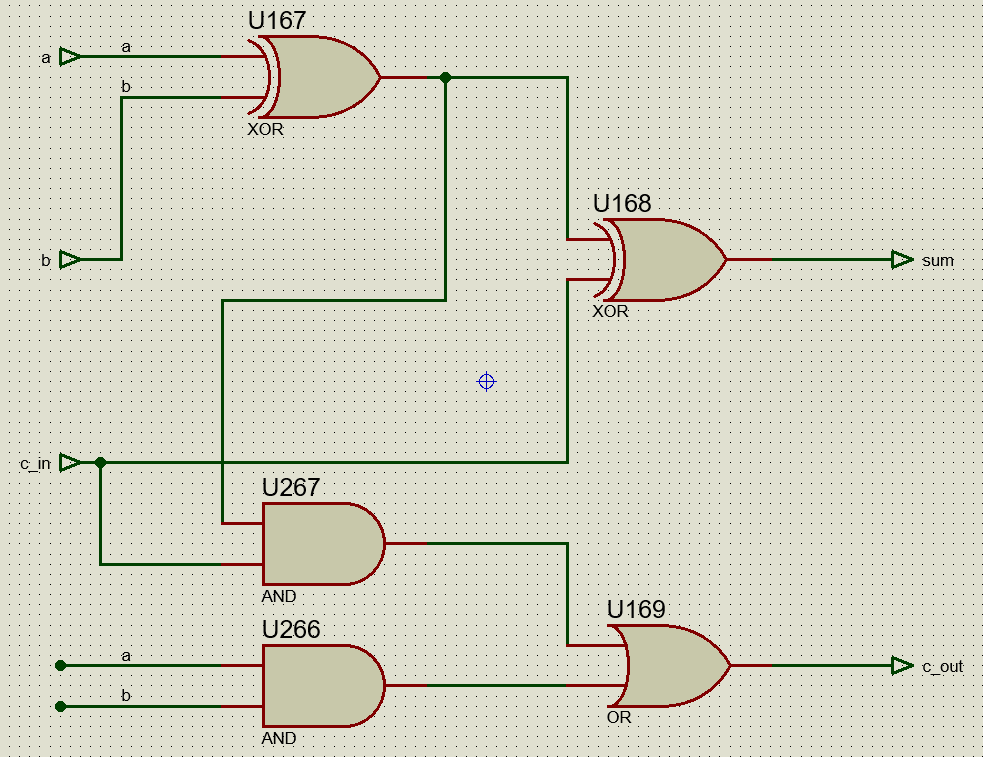 U167
a
a
b
XOR
U168
b
sum
XOR
c_in
U267
AND
U169
U266
a
c_out
b
OR
AND